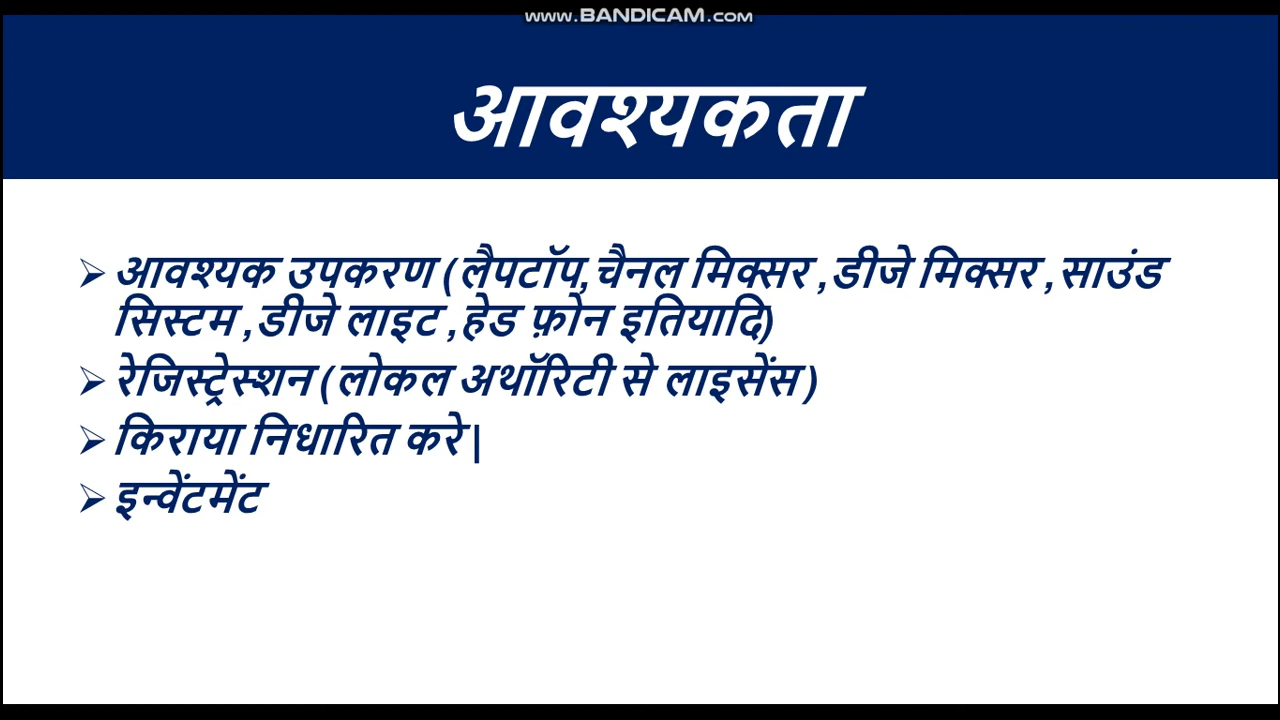 www.BANDICAM.com
आवश्यकता
➢ आवश्यक उपकरण (लैपटॉप,चैनल मिक्सर ,डीजे मिक्सर ,साउंड
सिस्टम ,डीजे लाइट ,हेड फ़ोन इतियादि)
➢ रेजिस्ट्रेस्शन (लोकल अथॉरिटी से लाइसेंस )
➢ किराया निधारित करे |
➢ इन्वेंटमेंट